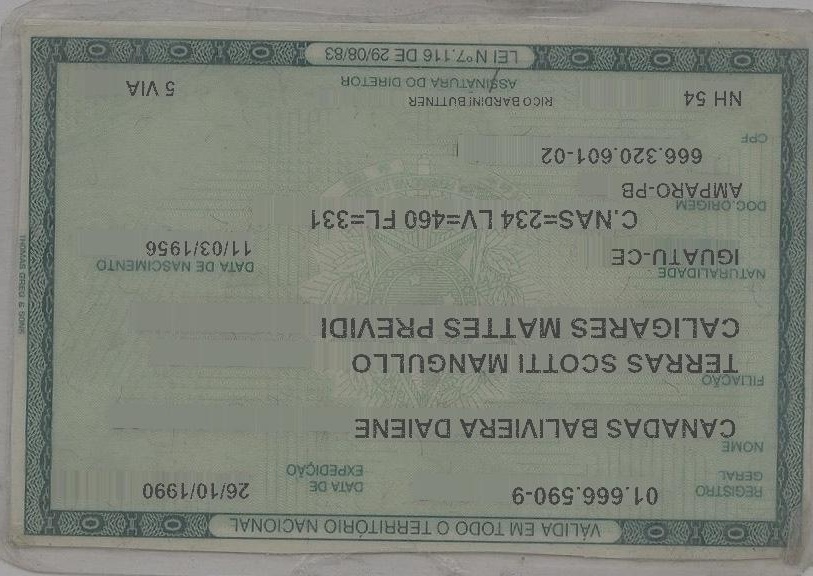 VÁLIDA EM TODO O TERRITÓRIO NACIONAL
REGISTRO GERAL 01.666.590-9 DATA DE EXPEDIÇÃO 26/10/1990
NOME
CANADAS BALIVIERA DAIENE
FILIAÇÃO
TERRAS SCOTTI MANGULLO
CALIGARES MATTES PREVIDI
NATURALIDADE DATA DE NASCIMENTO
IGUATU-CE 11/03/1956
DOC.ORIGEM C.NAS=234 LV=460 FL=331
AMPARO-PB
CPF
666.320.601-02
NH 54 RICO BARDINI BUTTNER 5 VIA
ASSINATURA DO DIRETOR
LEI Nº7.116 DE 29/08/83
THOMAS GREG & SONS